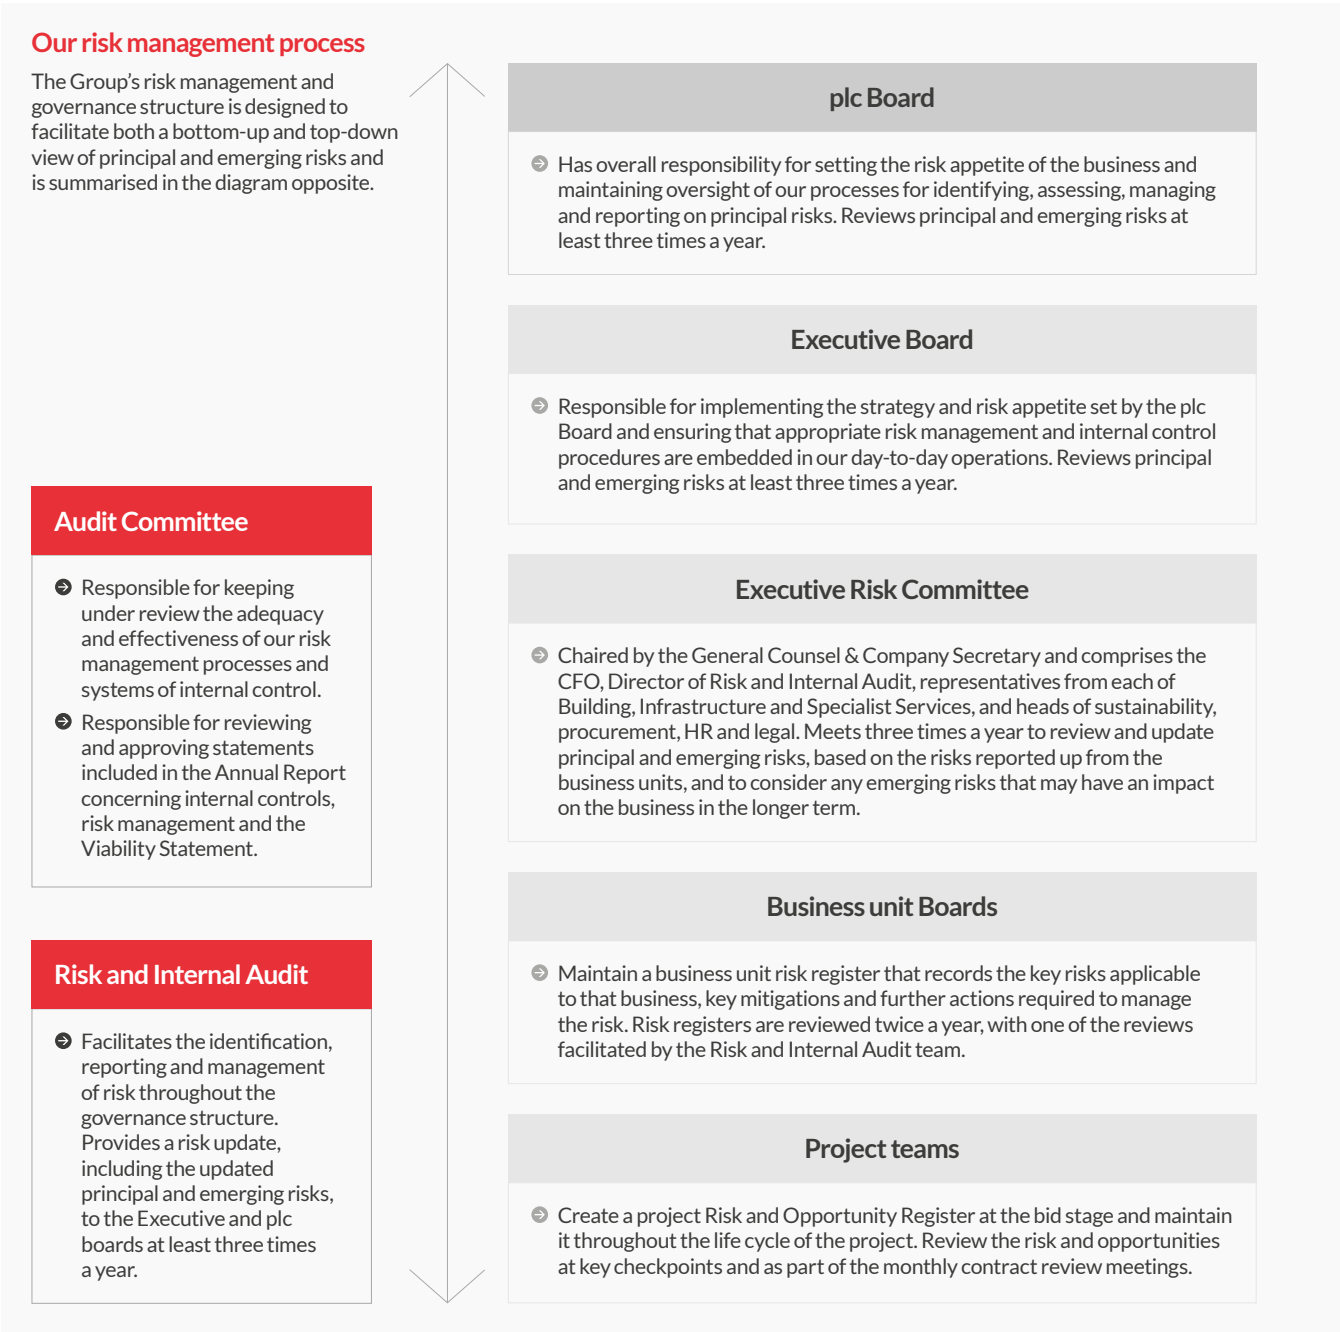 Our risk management process
The Group’s risk management and
governance structure is designed to
facilitate both a bottom-up and top-down
view of principal and emerging risks and
is summarised in the diagram opposite.
Audit Committee
Responsible for keeping
under review the adequacy
and effectiveness of our risk
management processes and
systems of internal control.
Responsible for reviewing
and approving statements
included in the Annual Report
concerning internal controls,
risk management and the
Viability Statement.
Risk and Internal Audit
Facilitates the identification,
reporting and management
of risk throughout the
governance structure.
Provides a risk update,
including the updated
principal and emerging risks,
to the Executive and plc
boards at least three times
a year.
plc Board
Has overall responsibility for setting the risk appetite of the business and
maintaining oversight of our processes for identifying, assessing, managing
and reporting on principal risks. Reviews principal and emerging risks at
least three times a year.
Executive Board
Responsible for implementing the strategy and risk appetite set by the plc
Board and ensuring that appropriate risk management and internal control
procedures are embedded in our day-to-day operations. Reviews principal
and emerging risks at least three times a year.
Executive Risk Committee
Chaired by the General Counsel & Company Secretary and comprises the
CFO, Director of Risk and Internal Audit, representatives from each of
Building, Infrastructure and Specialist Services, and heads of sustainability,
procurement, HR and legal. Meets three times a year to review and update
principal and emerging risks, based on the risks reported up from the
business units, and to consider any emerging risks that may have an impact
on the business in the longer term.
Business unit Boards
Maintain a business unit risk register that records the key risks applicable
to that business, key mitigations and further actions required to manage
the risk. Risk registers are reviewed twice a year, with one of the reviews
facilitated by the Risk and Internal Audit team.
Project teams
Create a project Risk and Opportunity Register at the bid stage and maintain
it throughout the life cycle of the project. Review the risk and opportunities
at key checkpoints and as part of the monthly contract review meetings.